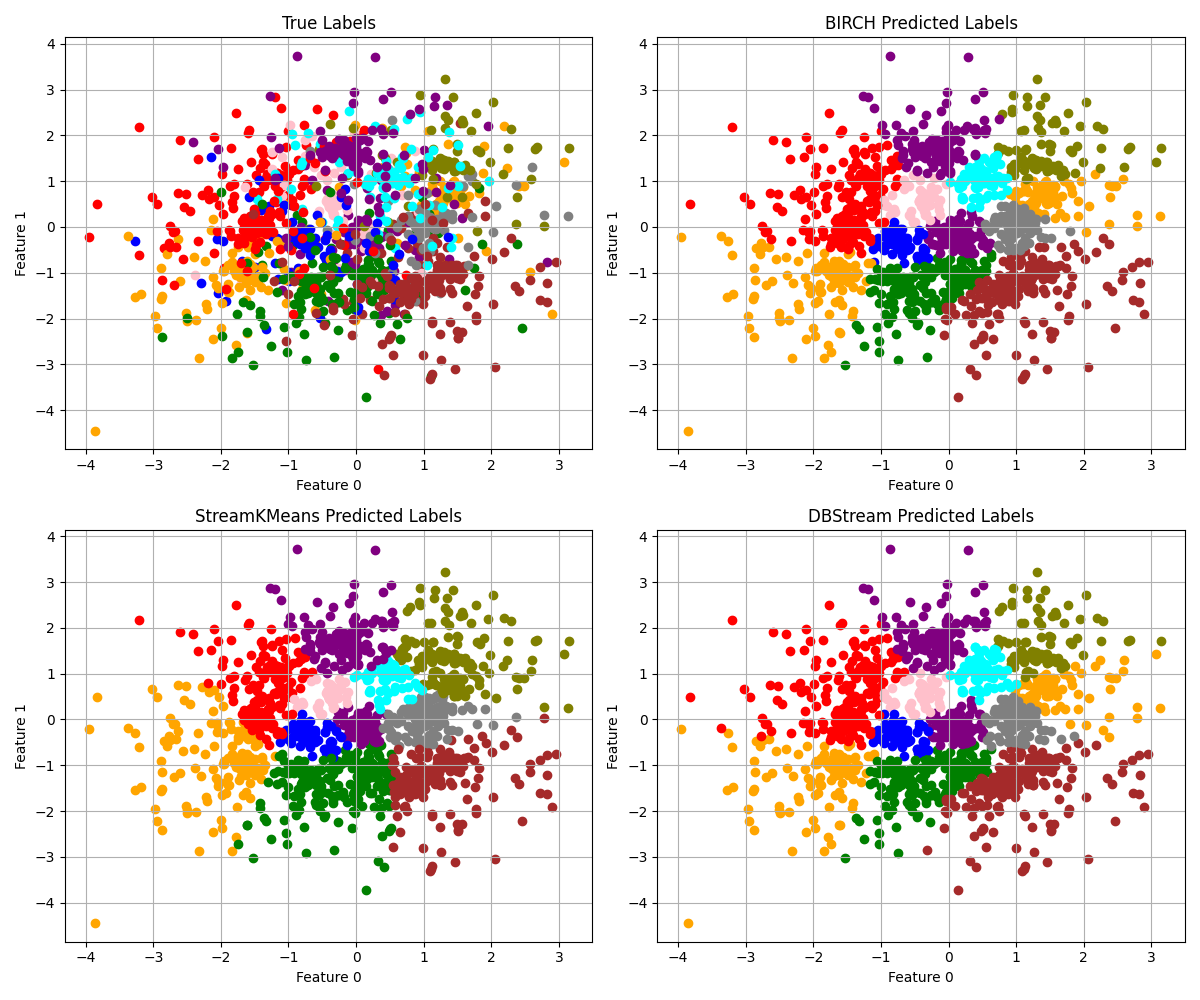 True Labels
4
3
2
1
0
−1
−2
−3
−4
Feature 1
−4 −3 −2 −1 0 1 2 3
Feature 0
BIRCH Predicted Labels
4
3
2
1
0
−1
−2
−3
−4
Feature 1
−4 −3 −2 −1 0 1 2 3
Feature 0
StreamKMeans Predicted Labels
4
3
2
1
0
−1
−2
−3
−4
Feature 1
−4 −3 −2 −1 0 1 2 3
Feature 0
DBStream Predicted Labels
4
3
2
1
0
−1
−2
−3
−4
Feature 1
−4 −3 −2 −1 0 1 2 3
Feature 0